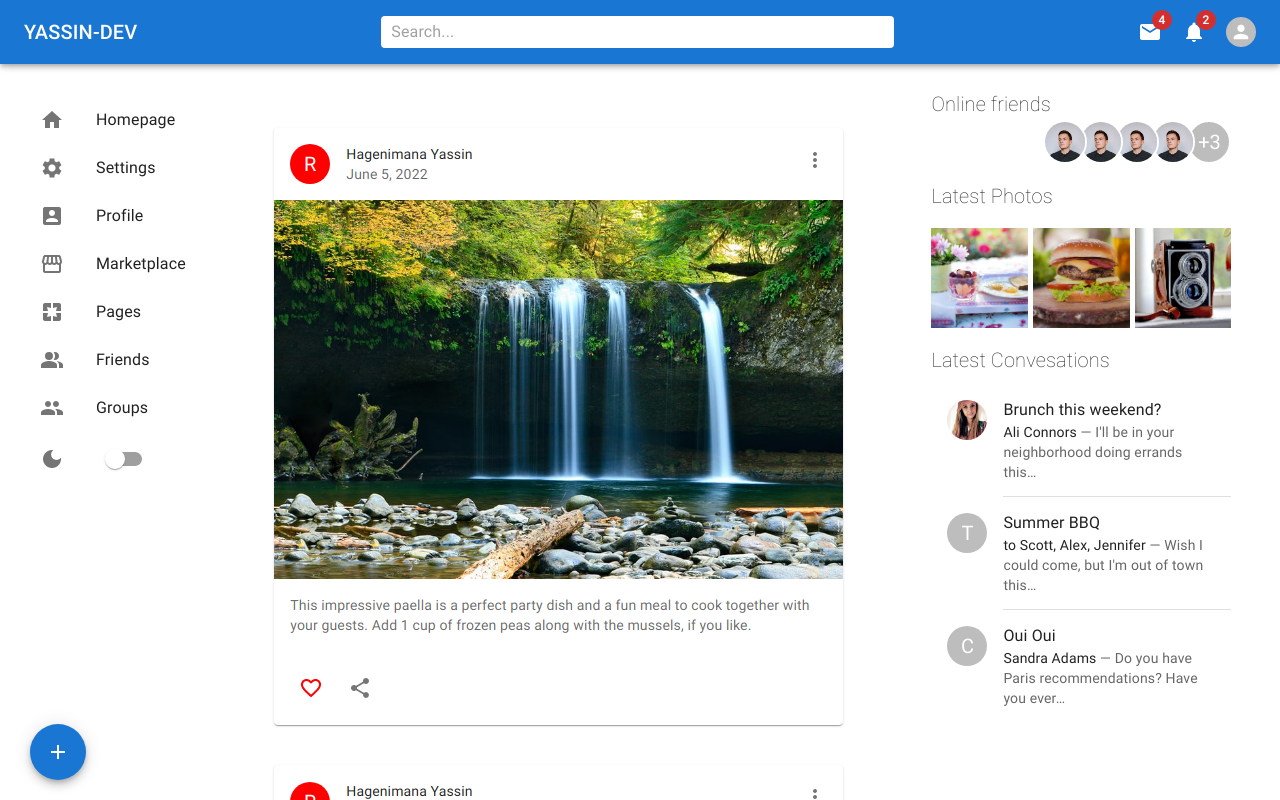 YASSIN-DEV
Search...
4
2
Homepage
Settings
Profile
Marketplace
Pages
Friends
Groups
R
Hagenimana Yassin
June 5, 2022
This impressive paella is a perfect party dish and a fun meal to cook together with
your guests. Add 1 cup of frozen peas along with the mussels, if you like.
R
Hagenimana Yassin
Online friends
+3
Latest Photos
Latest Convesations
Brunch this weekend?
Ali Connors — I'll be in your
neighborhood doing errands
this…
T
Summer BBQ
to Scott, Alex, Jennifer — Wish I
could come, but I'm out of town
this…
C
Oui Oui
Sandra Adams — Do you have
Paris recommendations? Have
you ever…